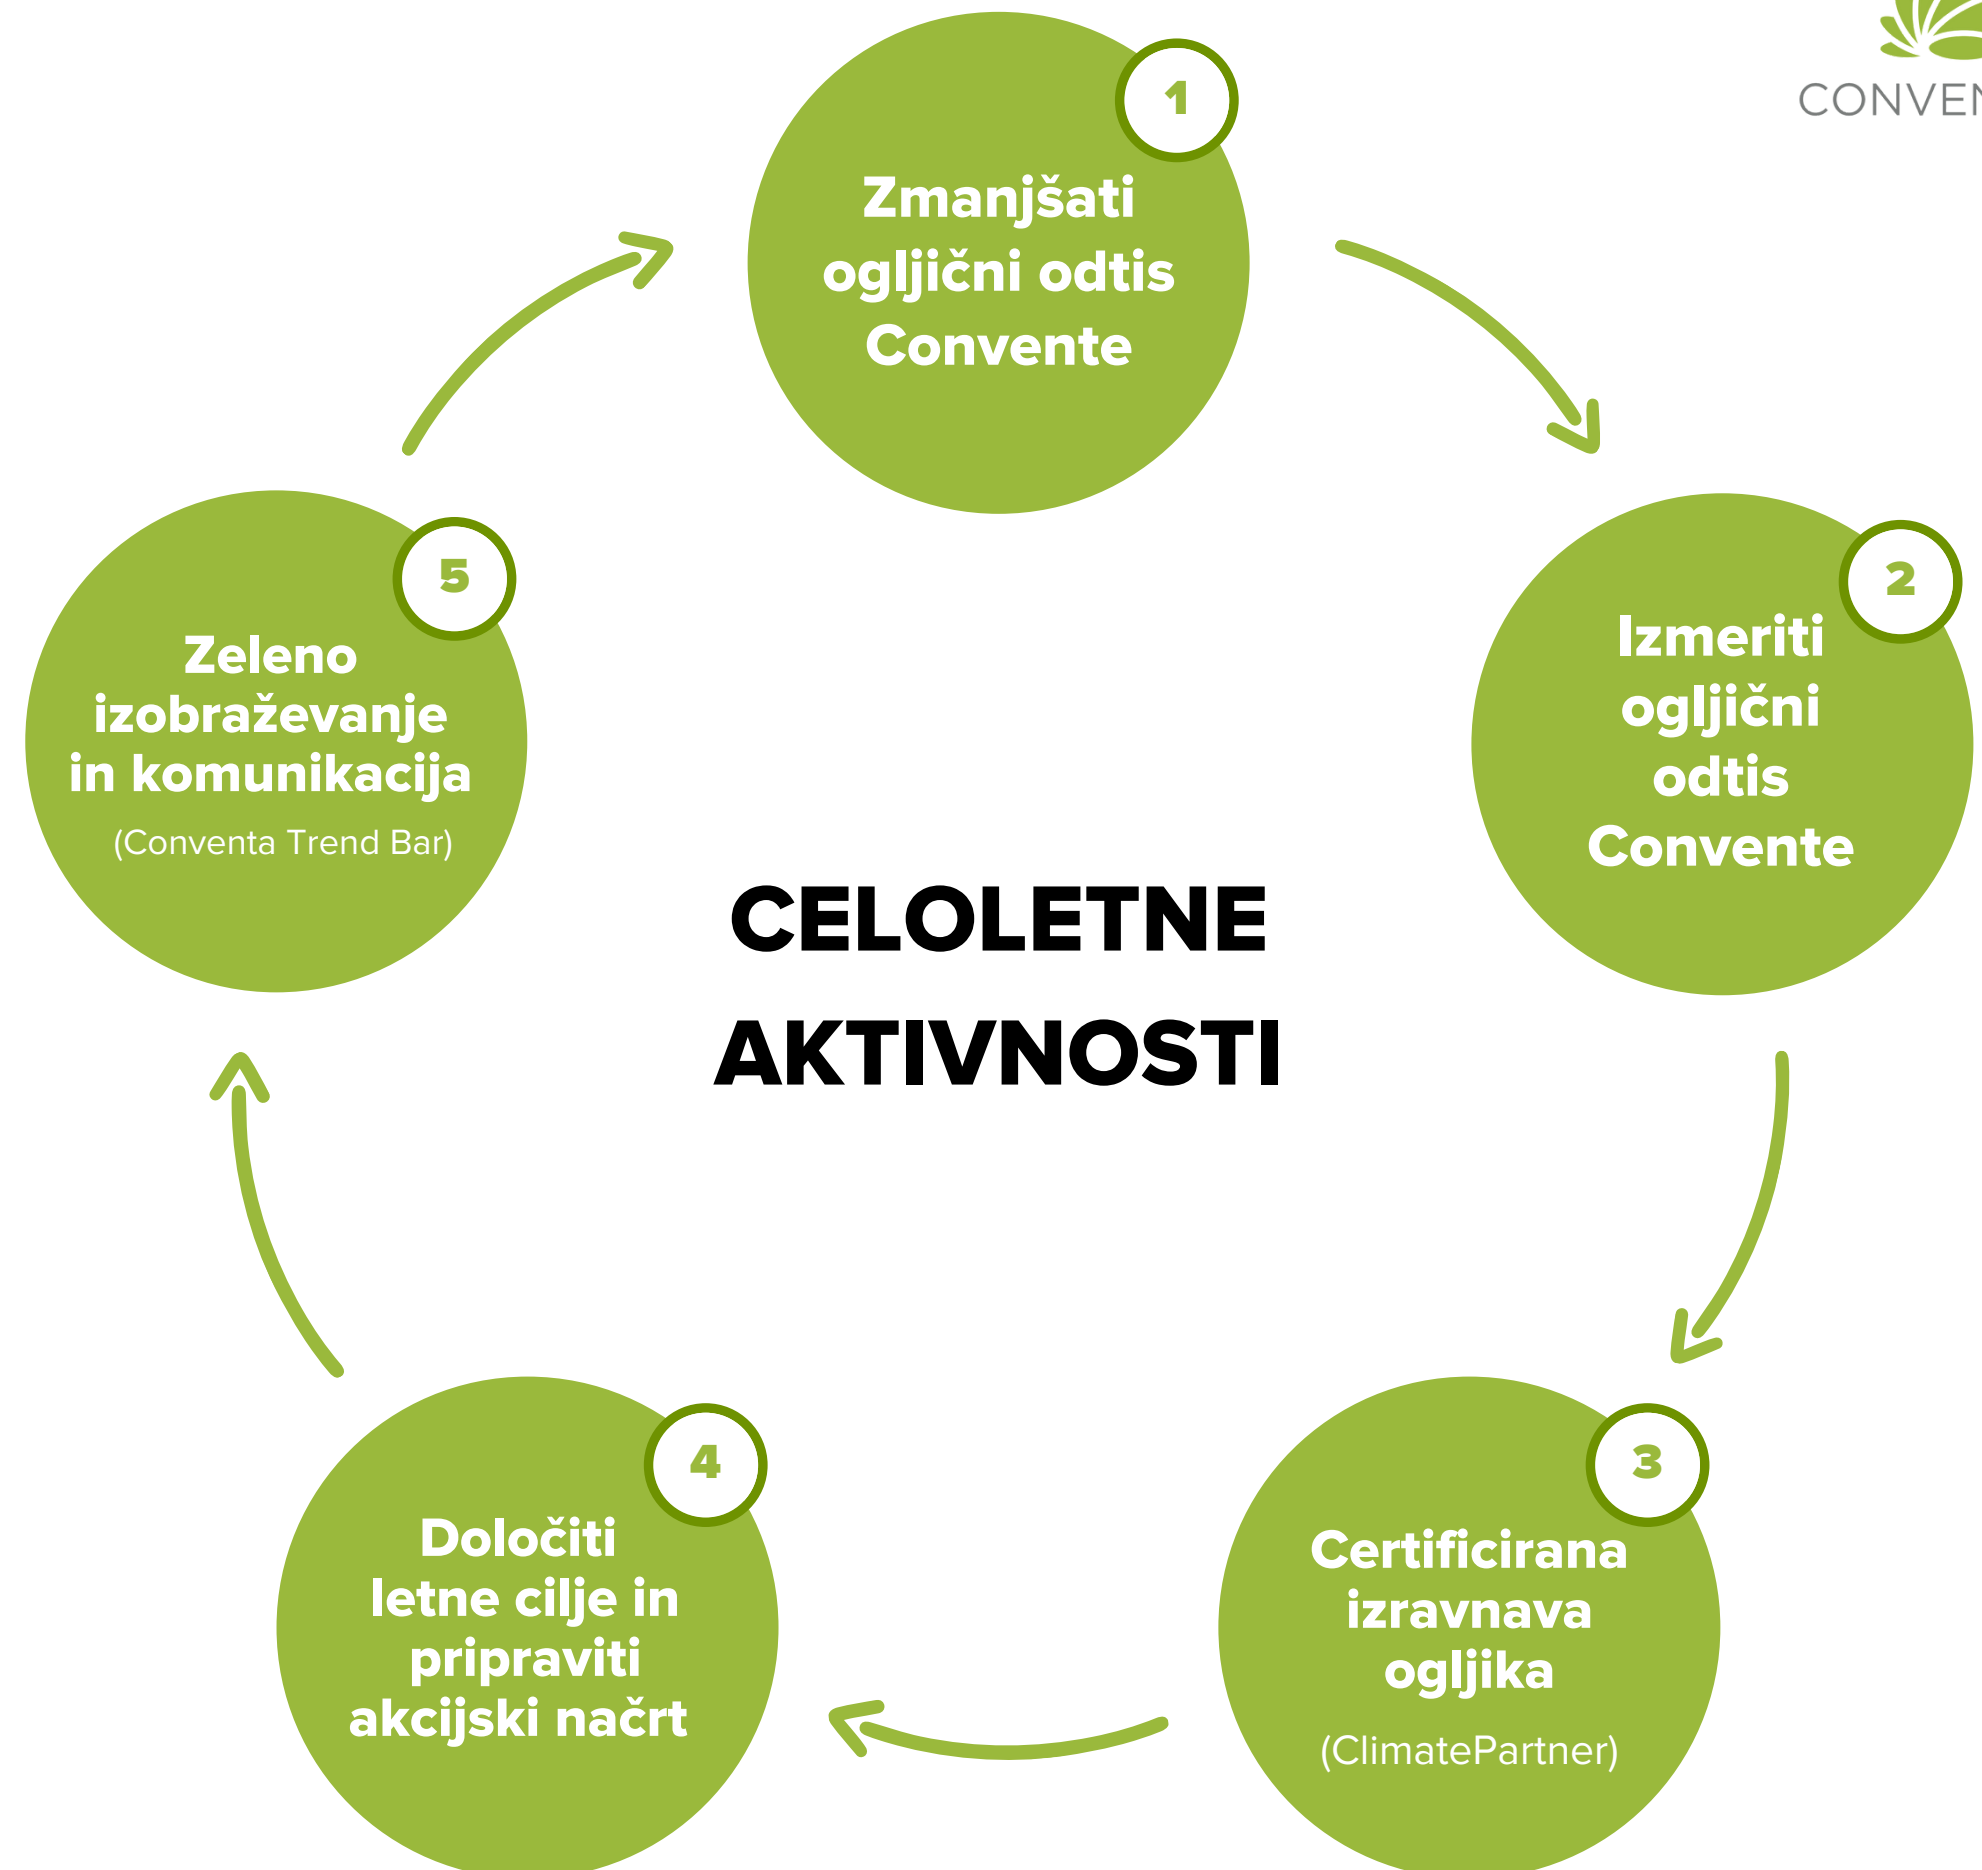 CONVEN
1
Zmanjšati
ogljični odtis
Convente
2
Izmeriti
ogljični
odtis
Convente
3
Certificirana
izravnava
ogljika
(ClimatePartner)
4
Določiti
letne cilje in
pripraviti
akcijski načrt
5
Zeleno
izobraževanje
in komunikacija
(Conventa Trend Bar)
CELOLETNE
AKTIVNOSTI